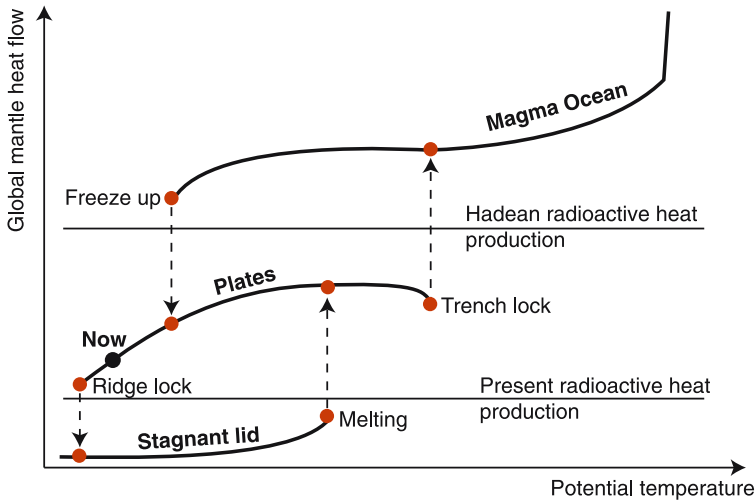 Global mantle heat flow
Magma Ocean
Freeze up
Hadean radioactive heat
production
Plates
Trench lock
Now
Ridge lock
Present radioactive heat
production
Melting
Stagnant lid
Potential temperature